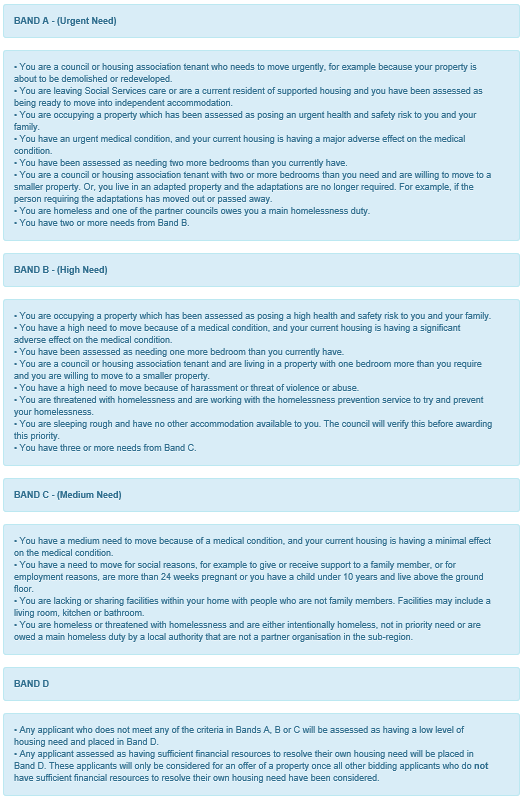 BAND A - (Urgent Need)
• You are a council or housing association tenant who needs to move urgently, for example because your property is
about to be demolished or redeveloped.
• You are leaving Social Services care or are a current resident of supported housing and you have been assessed as
being ready to move into independent accommodation.
• You are occupying a property which has been assessed as posing an urgent health and safety risk to you and your
family.
• You have an urgent medical condition, and your current housing is having a major adverse effect on the medical
condition.
• You have been assessed as needing two more bedrooms than you currently have.
• You are a council or housing association tenant with two or more bedrooms than you need and are willing to move to a
smaller property. Or, you live in an adapted property and the adaptations are no longer required. For example, if the
person requiring the adaptations has moved out or passed away.
• You are homeless and one of the partner councils owes you a main homelessness duty.
• You have two or more needs from Band B.
BAND B - (High Need)
• You are occupying a property which has been assessed as posing a high health and safety risk to you and your family.
• You have a high need to move because of a medical condition, and your current housing is having a significant
adverse effect on the medical condition.
• You have been assessed as needing one more bedroom than you currently have.
• You are a council or housing association tenant and are living in a property with one bedroom more than you require
and you are willing to move to a smaller property.
• You have a high need to move because of harassment or threat of violence or abuse.
• You are threatened with homelessness and are working with the homelessness prevention service to try and prevent
your homelessness.
• You are sleeping rough and have no other accommodation available to you. The council will verify this before awarding
this priority.
• You have three or more needs from Band C.
BAND C - (Medium Need)
• You have a medium need to move because of a medical condition, and your current housing is having a minimal effect
on the medical condition.
• You have a need to move for social reasons, for example to give or receive support to a family member, or for
employment reasons, are more than 24 weeks pregnant or you have a child under 10 years and live above the ground
floor.
• You are lacking or sharing facilities within your home with people who are not family members. Facilities may include a
living room, kitchen or bathroom.
• You are homeless or threatened with homelessness and are either intentionally homeless, not in priority need or are
owed a main homeless duty by a local authority that are not a partner organisation in the sub-region.
BAND D
• Any applicant who does not meet any of the criteria in Bands A, B or C will be assessed as having a low level of
housing need and placed in Band D.
• Any applicant assessed as having sufficient financial resources to resolve their own housing need will be placed in
Band D. These applicants will only be considered for an offer of a property once all other bidding applicants who do not
have sufficient financial resources to resolve their own housing need have been considered.